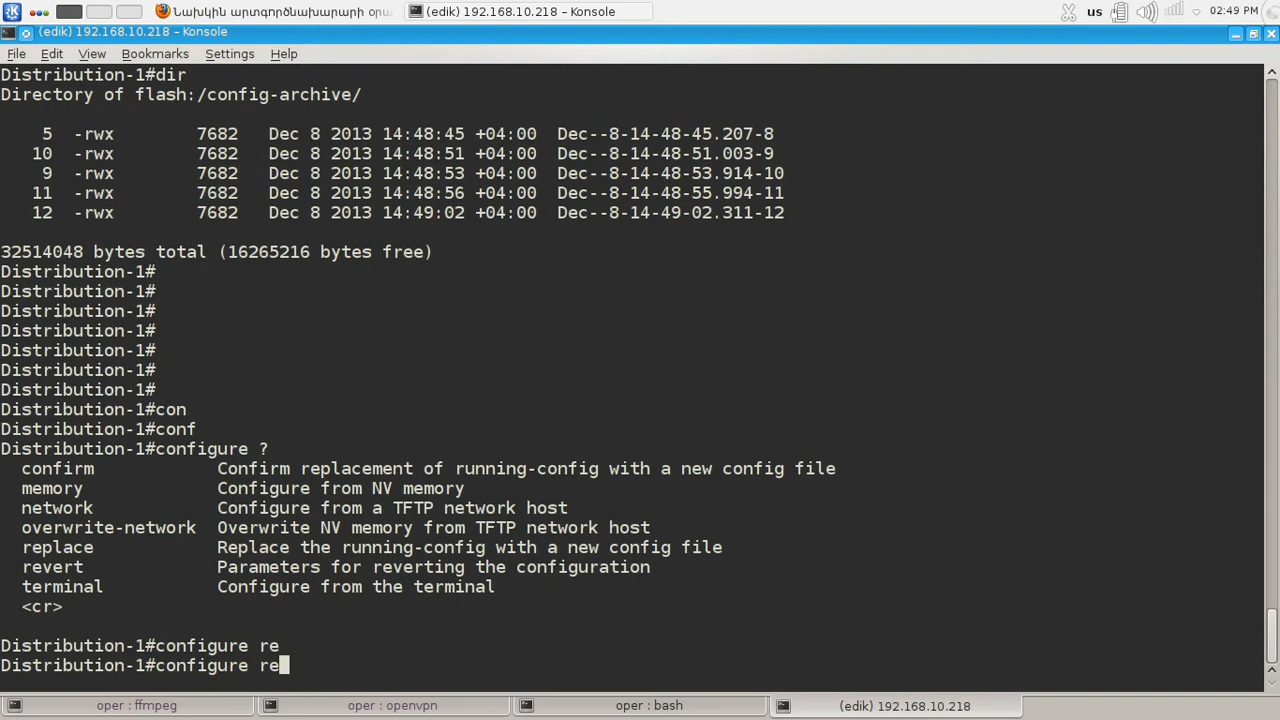 Նախկին արտգործնախարարի օրա
(edik) 192.168.10.218 – Konsole
us
02:49 PM
(edik) 192.168.10.218 – Konsole
File Edit View Bookmarks Settings Help
Distribution-1#dir
Directory of flash:/config-archive/
5 -rwx 7682 Dec 8 2013 14:48:45 +04:00 Dec--8-14-48-45.207-8
10 -rwx 7682 Dec 8 2013 14:48:51 +04:00 Dec--8-14-48-51.003-9
9 -rwx 7682 Dec 8 2013 14:48:53 +04:00 Dec--8-14-48-53.914-10
11 -rwx 7682 Dec 8 2013 14:48:56 +04:00 Dec--8-14-48-55.994-11
12 -rwx 7682 Dec 8 2013 14:49:02 +04:00 Dec--8-14-49-02.311-12
32514048 bytes total (16265216 bytes free)
Distribution-1#
Distribution-1#
Distribution-1#
Distribution-1#
Distribution-1#
Distribution-1#
Distribution-1#
Distribution-1#con
Distribution-1#conf
Distribution-1#configure ?
confirm Confirm replacement of running-config with a new config file
memory Configure from NV memory
network Configure from a TFTP network host
overwrite-network Overwrite NV memory from TFTP network host
replace Replace the running-config with a new config file
revert Parameters for reverting the configuration
terminal Configure from the terminal
<cr>
Distribution-1#configure re
Distribution-1#configure re
oper : ffmpeg
oper : openvpn
oper : bash
(edik) 192.168.10.218